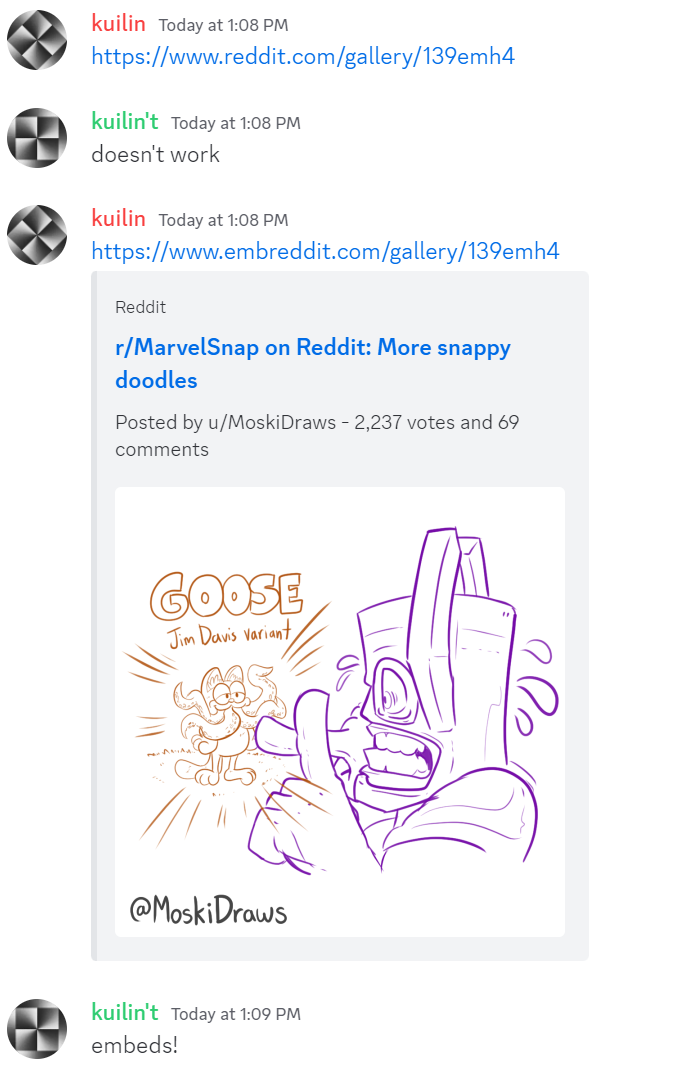 kuilin Today at 1:08 PM
https://www.reddit.com/gallery/139emh4
kuilin't Today at 1:08 PM
doesn't work
kuilin Today at 1:08 PM
https://www.embreddit.com/gallery/139emh4
Reddit
r/MarvelSnap on Reddit: More snappy
doodles
Posted by u/MoskiDraws - 2,237 votes and 69
comments
GOOSE
Jim Davis variant
@MoskiDraws
kuilin't Today at 1:09 PM
embeds!